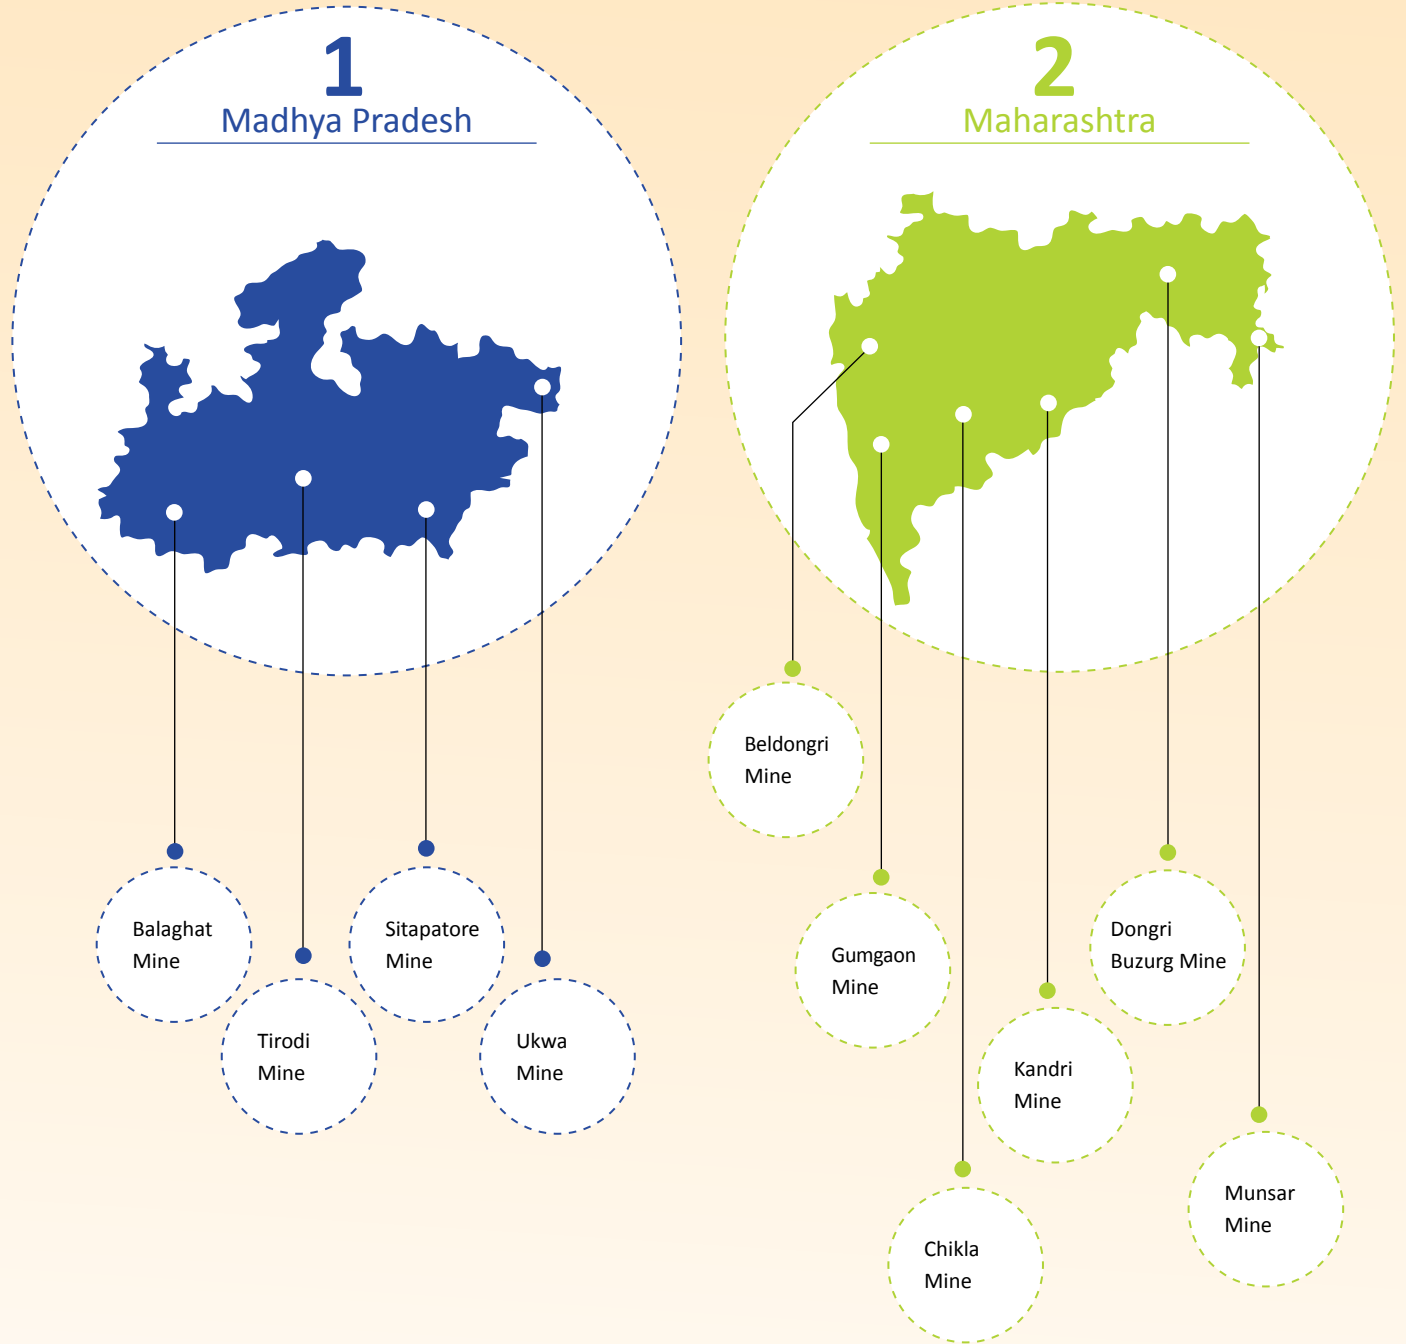 1
Madhya Pradesh
Balaghat
Mine
Tirodi
Mine
Sitapatore
Mine
Ukwa
Mine
2
Maharashtra
Beldongri
Mine
Gumgaon
Mine
Chikla
Mine
Kandri
Mine
Dongri
Buzurg Mine
Munsar
Mine